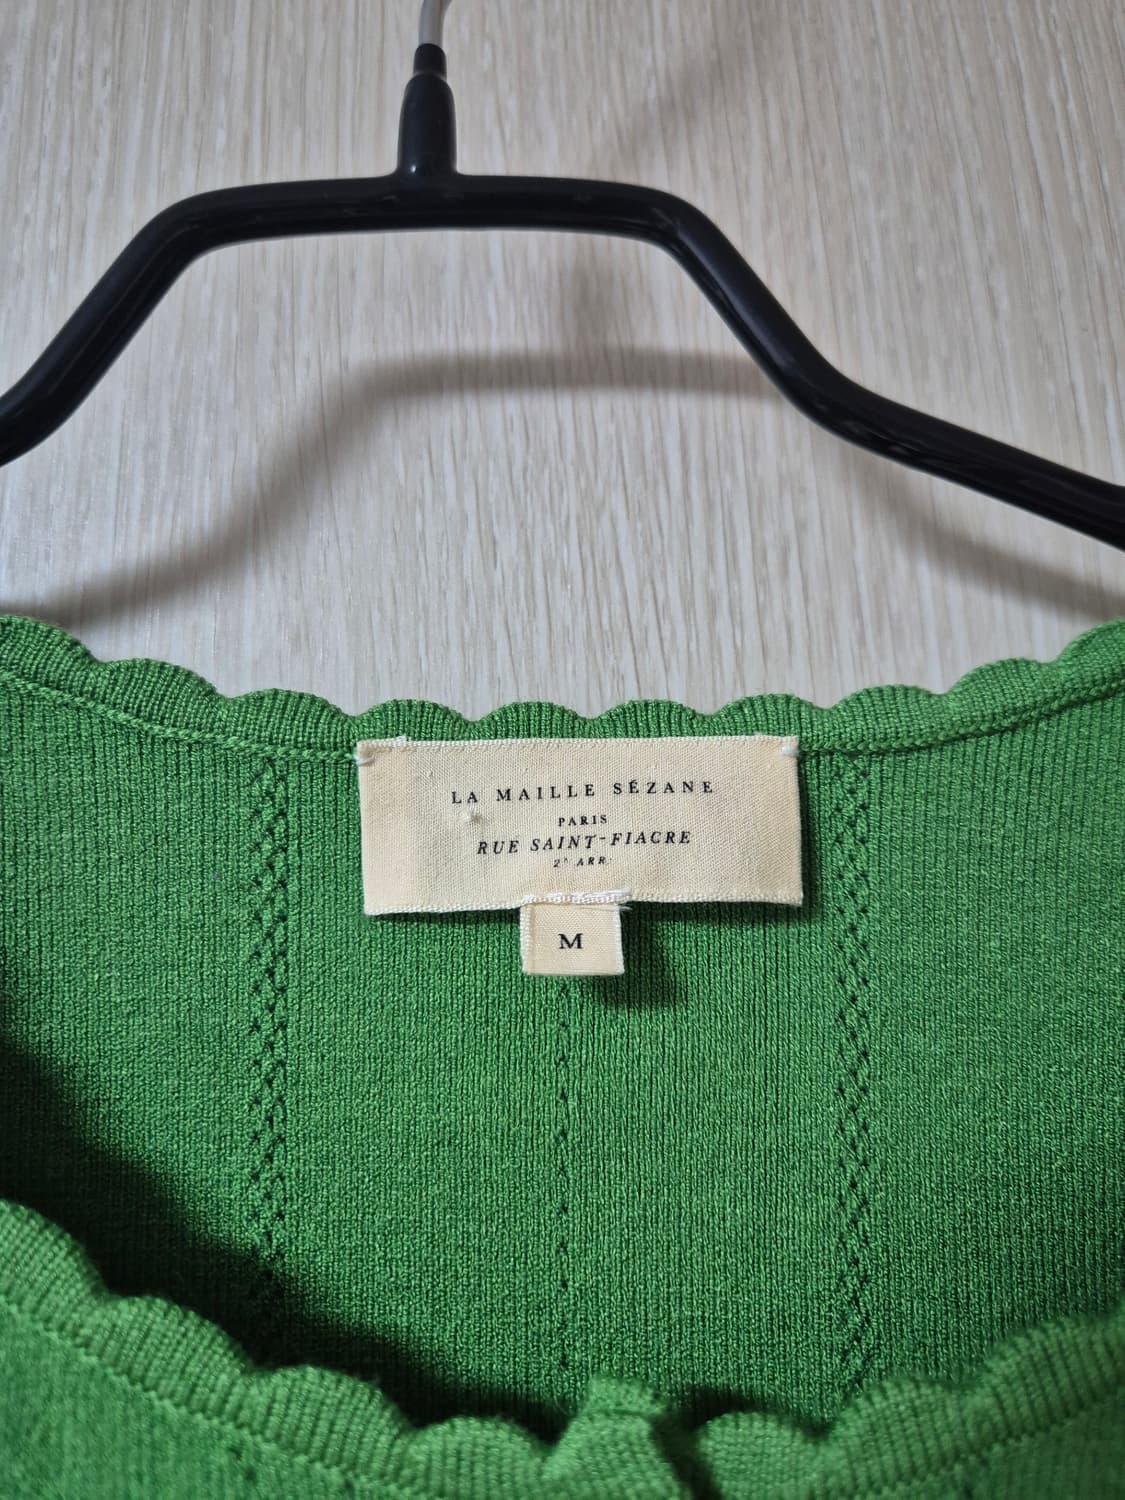 LA MAILLE SÉZANE
PARIS
RUE SAINT-FIACRE
2ᴱ ARR.
M